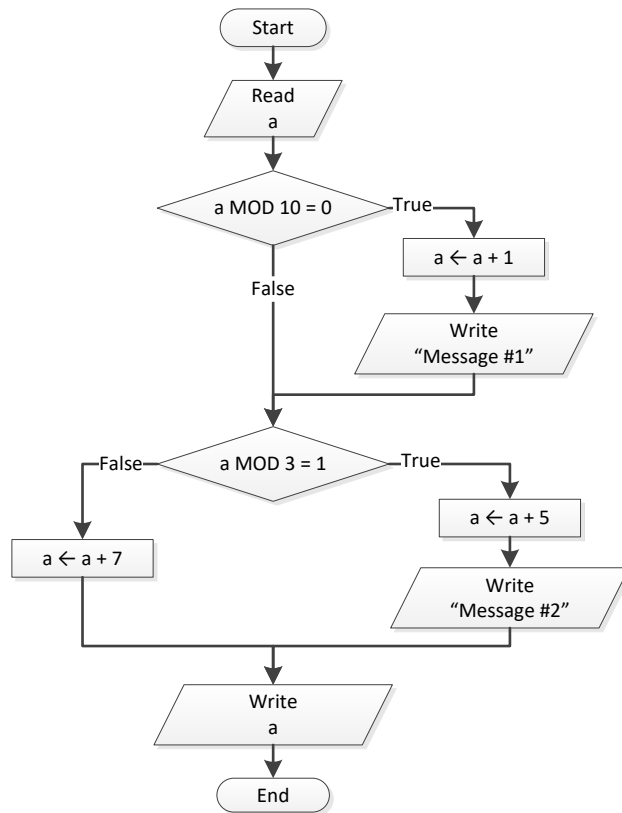 Start
Read
a
a MOD 10 = 0
True
a ← a + 1
False
Write
“Message #1”
False
a MOD 3 = 1
True
a ← a + 5
a ← a + 7
Write
“Message #2”
Write
a
End